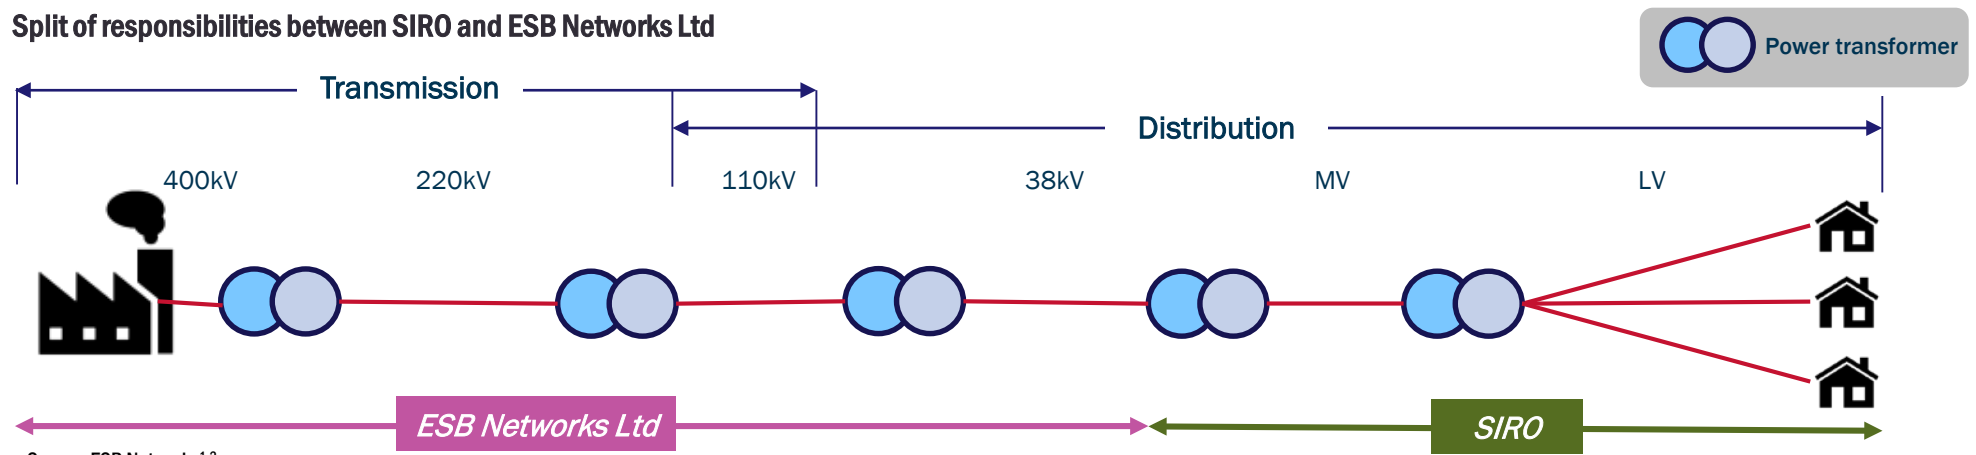 Split of responsibilities between SIRO and ESB Networks Ltd
Power transformer
Transmission
Distribution
400kV 220kV 110kV 38kV MV LV
ESB Networks Ltd
SIRO